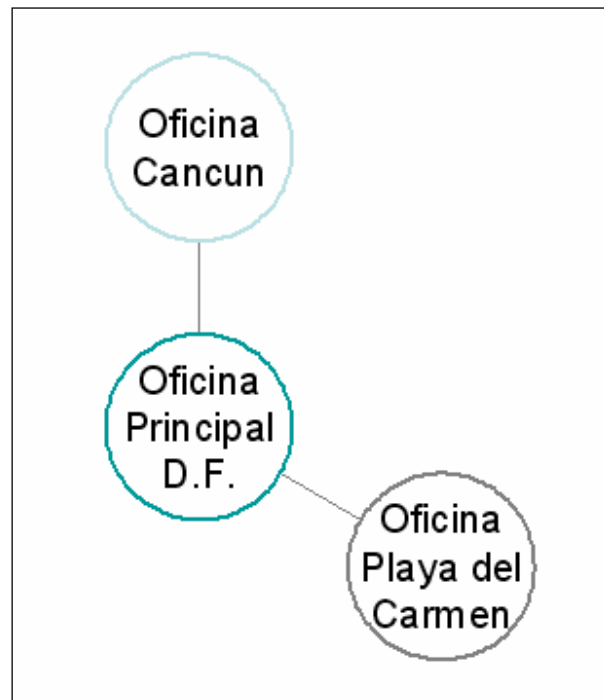 Oficina
Cancun
Oficina
Principal
D.F.
Oficina
Playa del
Carmen